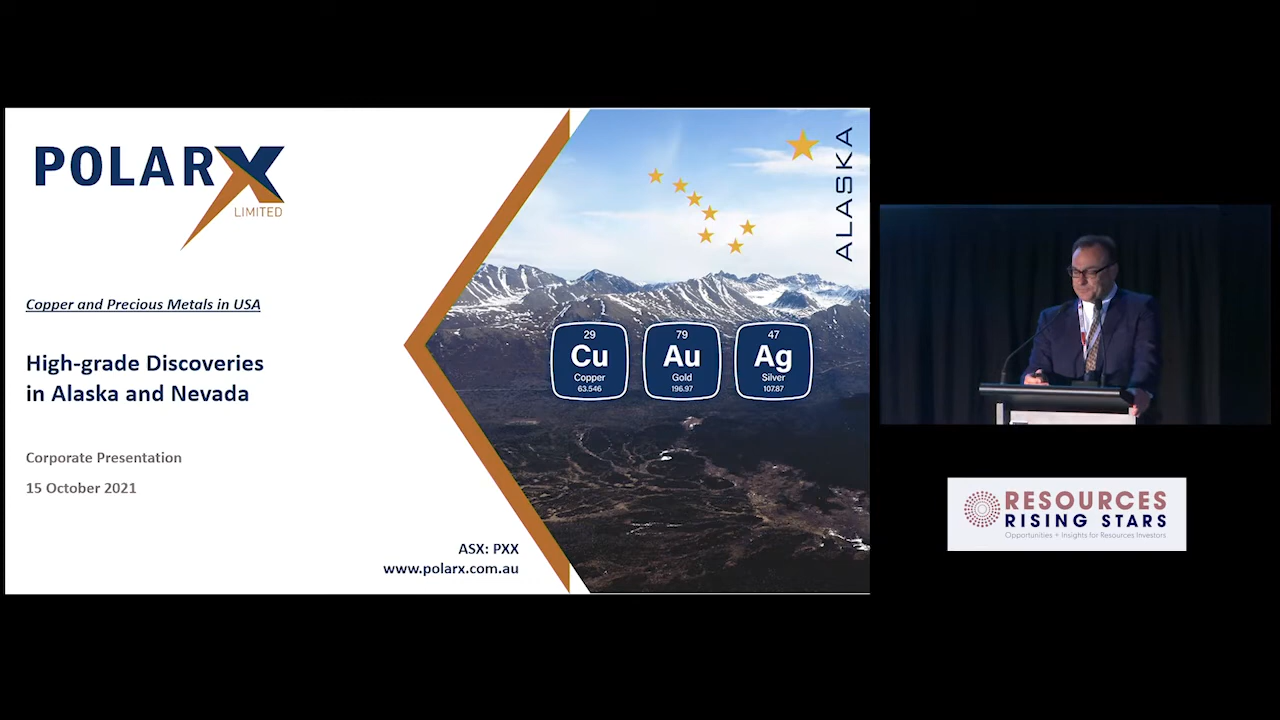 POLARX
LIMITED
Copper and Precious Metals in USA
High-grade Discoveries
in Alaska and Nevada
Corporate Presentation
15 October 2021
ASX: PXX
www.polarx.com.au
ALASKA
29
Cu
Copper
63.546
79
Au
Gold
196.97
47
Ag
Silver
107.87
RESOURCES
RISING STARS
Opportunities + Insights for Resources Investors